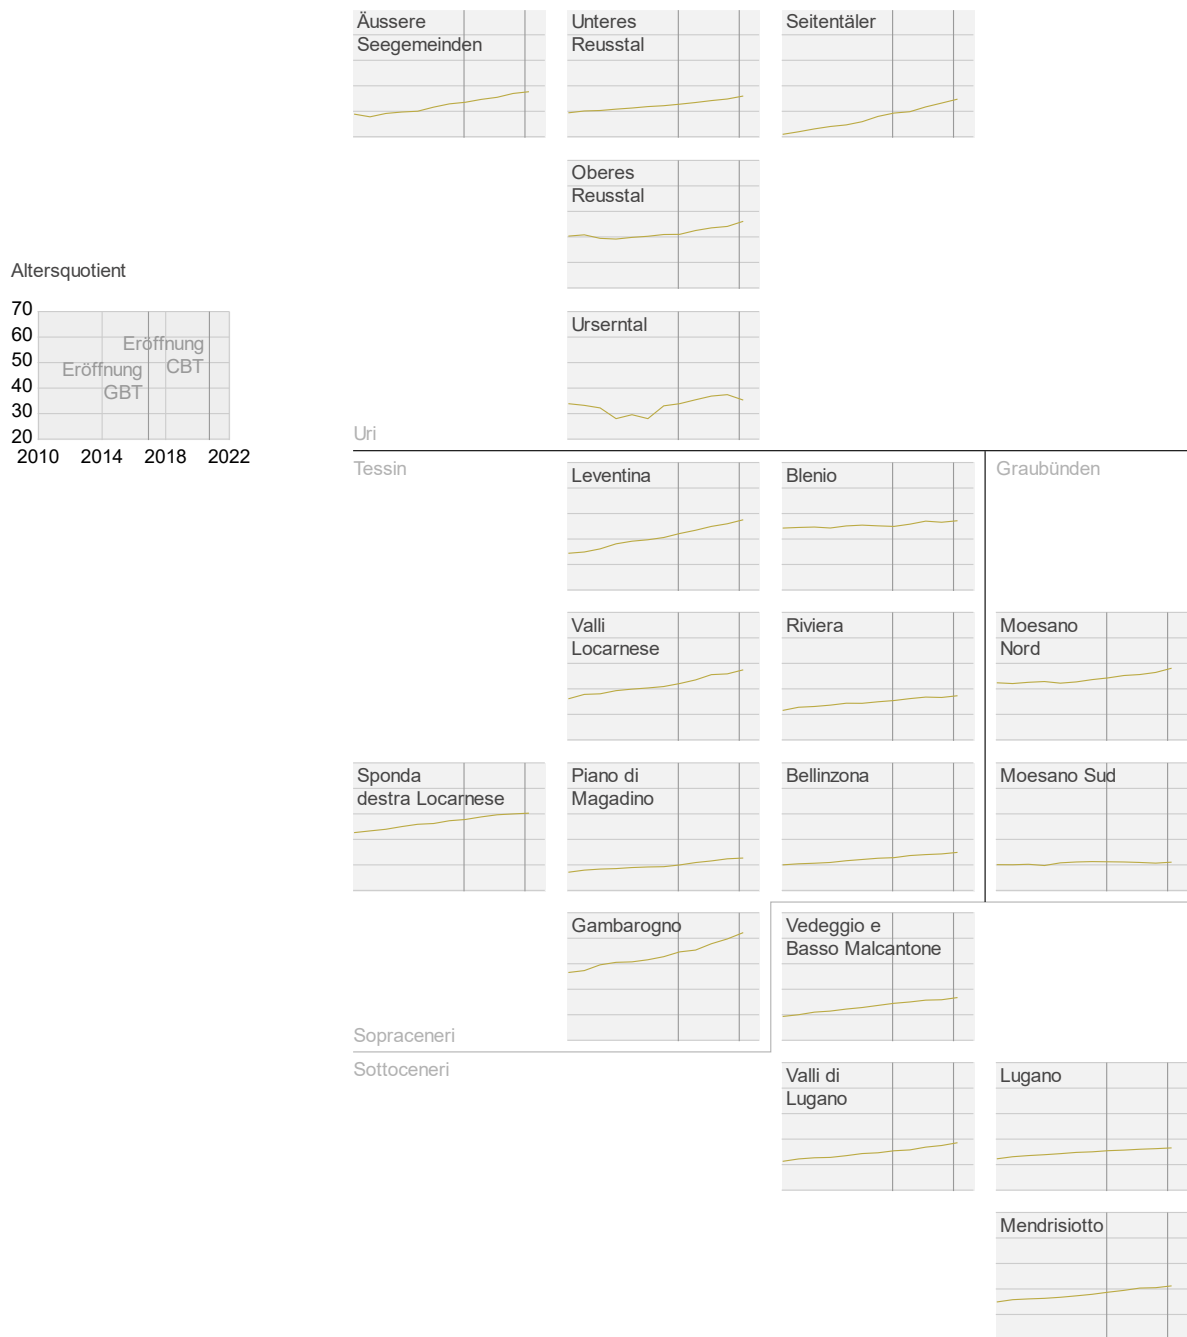 Äussere
Seegemeinden
Unteres
Reusstal
Seitentäler
Oberes
Reusstal
Altersquotient
70
60
50
40
30
20
Eröffnung
CBT
Eröffnung
GBT
2010 2014 2018 2022
Urserntal
Uri
Tessin
Leventina
Blenio
Graubünden
Valli
Locarnese
Riviera
Moesano
Nord
Sponda
destra Locarnese
Piano di
Magadino
Bellinzona
Moesano Sud
Gambarogno
Vedeggio e
Basso Malcantone
Sopraceneri
Sottoceneri
Valli di
Lugano
Lugano
Mendrisiotto